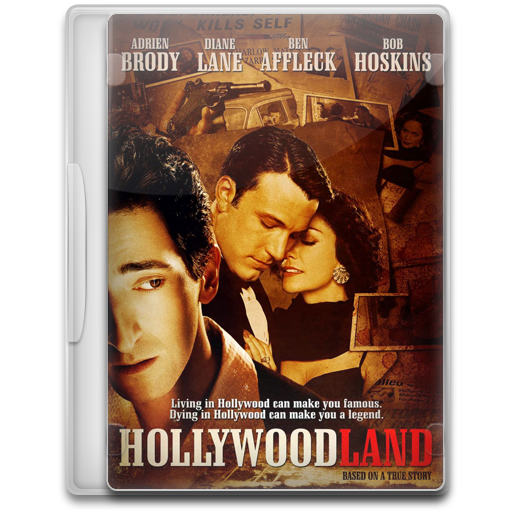 KILLS SELF
ADRIEN DIANE BEN BOB
BRODY LANE AFFLECK HOSKINS
Living in Hollywood can make you famous.
Dying in Hollywood can make you a legend.
HOLLYWOODLAND
BASED ON A TRUE STORY